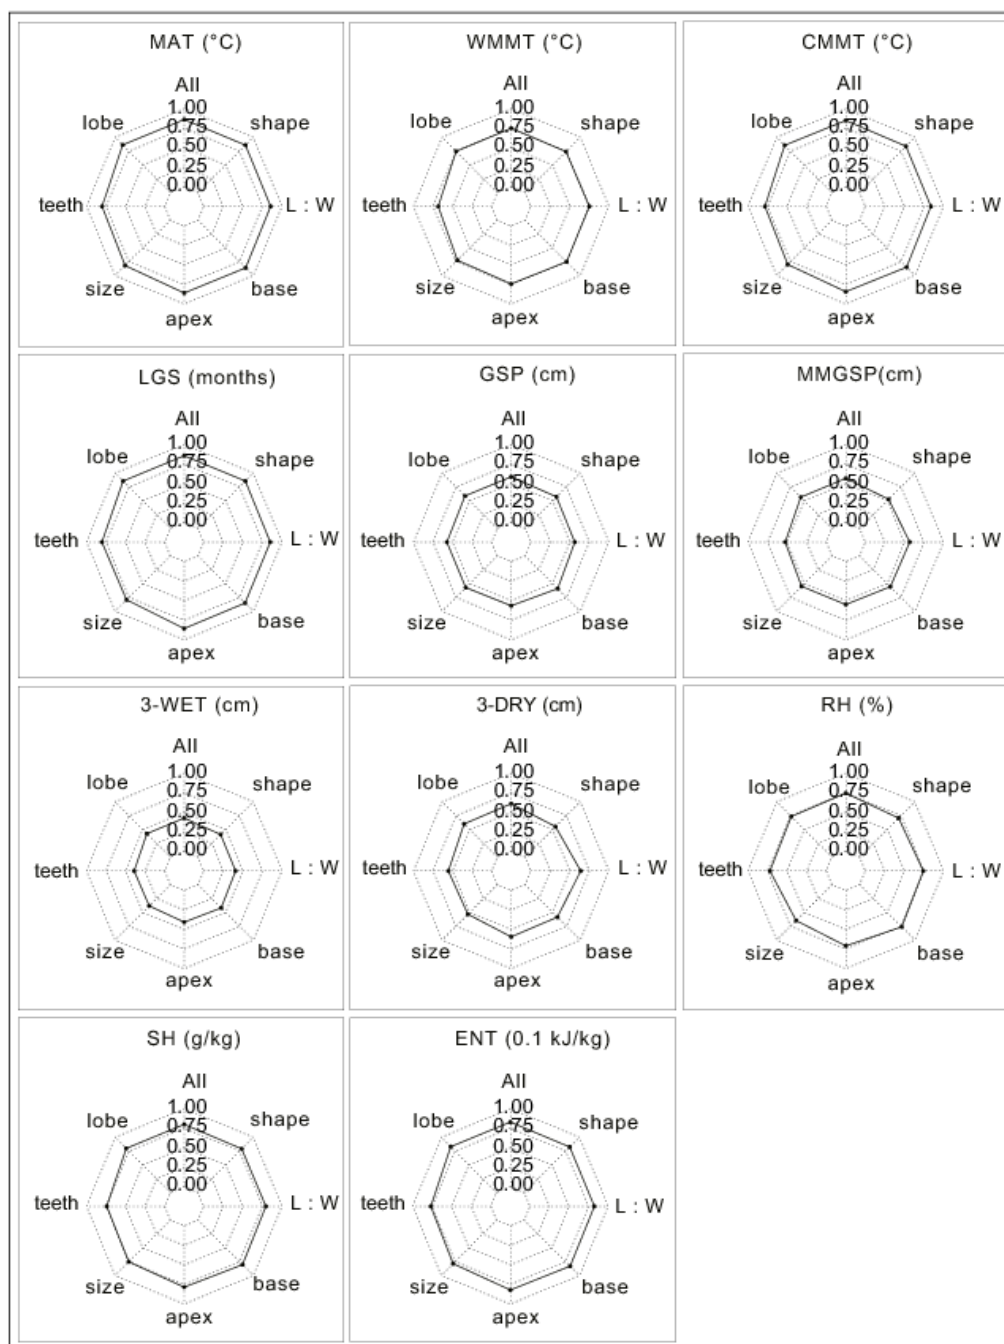 MAT (°C)
All
1.00
0.75
0.50
0.25
0.00
lobe
shape
teeth
L : W
size
base
apex
WMMT (°C)
All
1.00
0.75
0.50
0.25
0.00
lobe
shape
teeth
L : W
size
base
apex
CMMT (°C)
All
1.00
0.75
0.50
0.25
0.00
lobe
shape
teeth
L : W
size
base
apex
LGS (months)
All
1.00
0.75
0.50
0.25
0.00
lobe
shape
teeth
L : W
size
base
apex
GSP (cm)
All
1.00
0.75
0.50
0.25
0.00
lobe
shape
teeth
L : W
size
base
apex
MMGSP(cm)
All
1.00
0.75
0.50
0.25
0.00
lobe
shape
teeth
L : W
size
base
apex
3-WET (cm)
All
1.00
0.75
0.50
0.25
0.00
lobe
shape
teeth
L : W
size
base
apex
3-DRY (cm)
All
1.00
0.75
0.50
0.25
0.00
lobe
shape
teeth
L : W
size
base
apex
RH (%)
All
1.00
0.75
0.50
0.25
0.00
lobe
shape
teeth
L : W
size
base
apex
SH (g/kg)
All
1.00
0.75
0.50
0.25
0.00
lobe
shape
teeth
L : W
size
base
apex
ENT (0.1 kJ/kg)
All
1.00
0.75
0.50
0.25
0.00
lobe
shape
teeth
L : W
size
base
apex